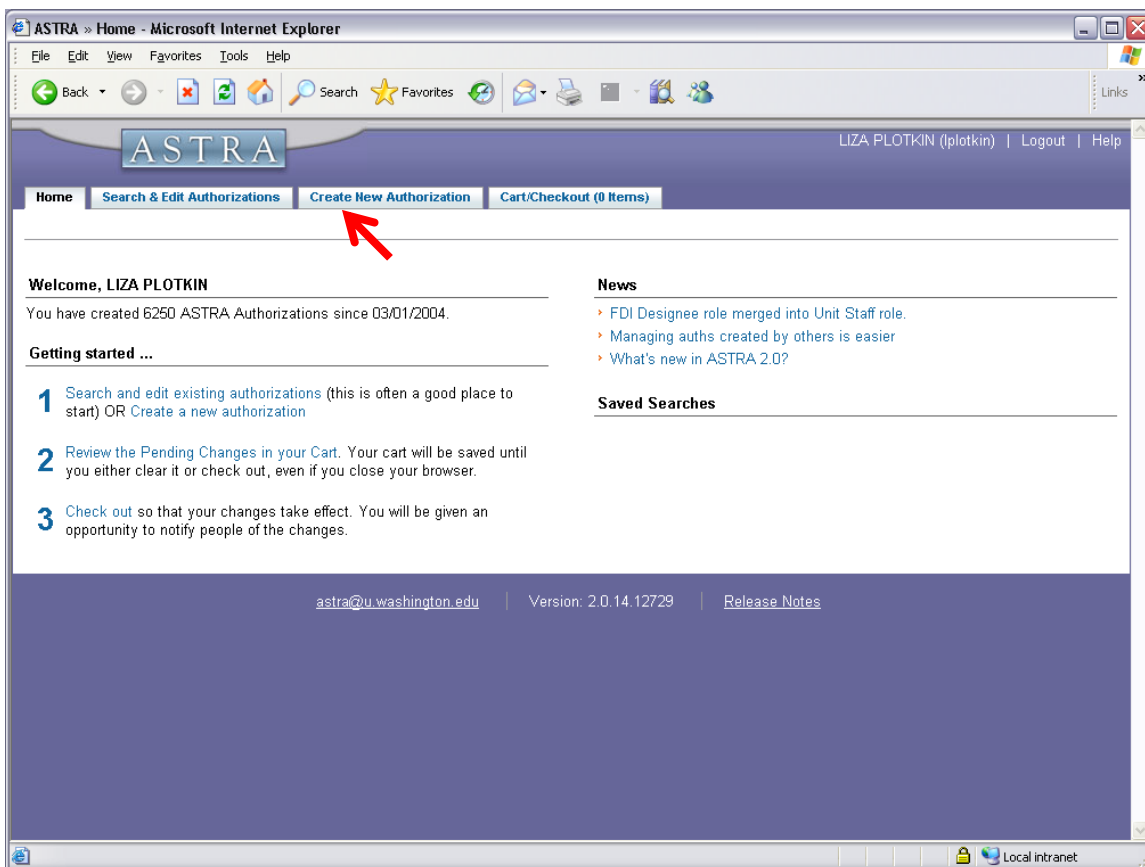 ASTRA » Home - Microsoft Internet Explorer
File Edit View Favorites Tools Help
Back Search Favorites Links »
ASTRA
LIZA PLOTKIN (lplotkin) | Logout | Help
Home Search & Edit Authorizations Create New Authorization Cart/Checkout (0 Items)
Welcome, LIZA PLOTKIN
You have created 6250 ASTRA Authorizations since 03/01/2004.
Getting started ...
1 Search and edit existing authorizations (this is often a good place to
start) OR Create a new authorization
2 Review the Pending Changes in your Cart. Your cart will be saved until
you either clear it or check out, even if you close your browser.
3 Check out so that your changes take effect. You will be given an
opportunity to notify people of the changes.
News
FDI Designee role merged into Unit Staff role.
Managing auths created by others is easier
What's new in ASTRA 2.0?
Saved Searches
astra@u.washington.edu | Version: 2.0.14.12729 | Release Notes
Local intranet